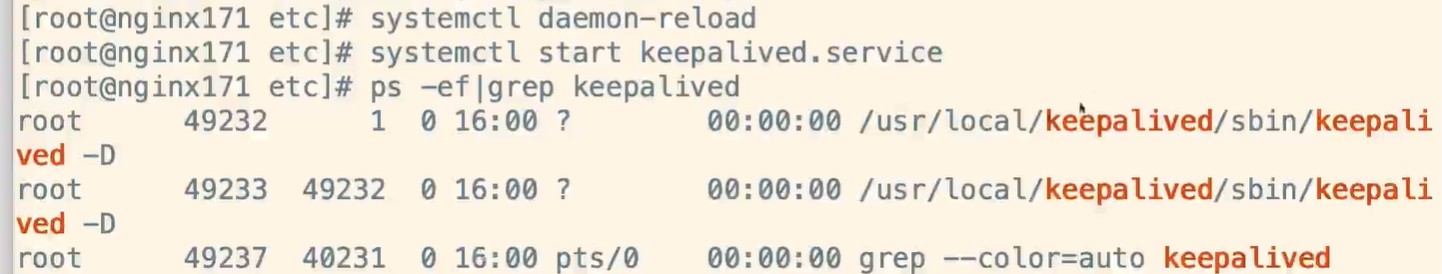 [root@nginx171 etc]# systemctl daemon-reload
[root@nginx171 etc]# systemctl start keepalived.service
[root@nginx171 etc]# ps -ef|grep keepalived
root      49232      1  0 16:00 ?        00:00:00 /usr/local/keepalived/sbin/keepali
ved -D
root      49233  49232  0 16:00 ?        00:00:00 /usr/local/keepalived/sbin/keepali
ved -D
root      49237  40231  0 16:00 pts/0    00:00:00 grep --color=auto keepalived